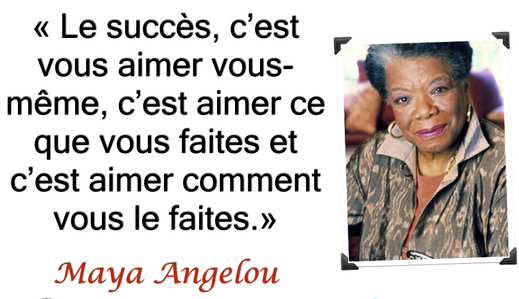 « Le succès, c’est
vous aimer vous-
même, c’est aimer ce
que vous faites et
c’est aimer comment
vous le faites.»
Maya Angelou